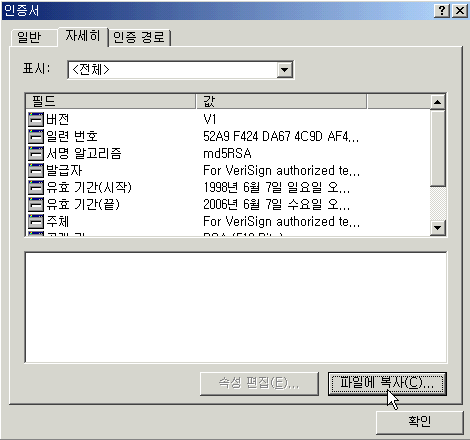 인증서
일반 자세히 인증 경로
표시: <전체>
필드 값
버전 V1
일련 번호 52A9 F424 DA67 4C9D AF4...
서명 알고리즘 md5RSA
발급자 For VeriSign authorized te...
유효 기간(시작) 1998년 6월 7일 일요일 오...
유효 기간(끝) 2006년 6월 7일 수요일 오...
주체 For VeriSign authorized te...
속성 편집(E)... 파일에 복사(C)...
확인